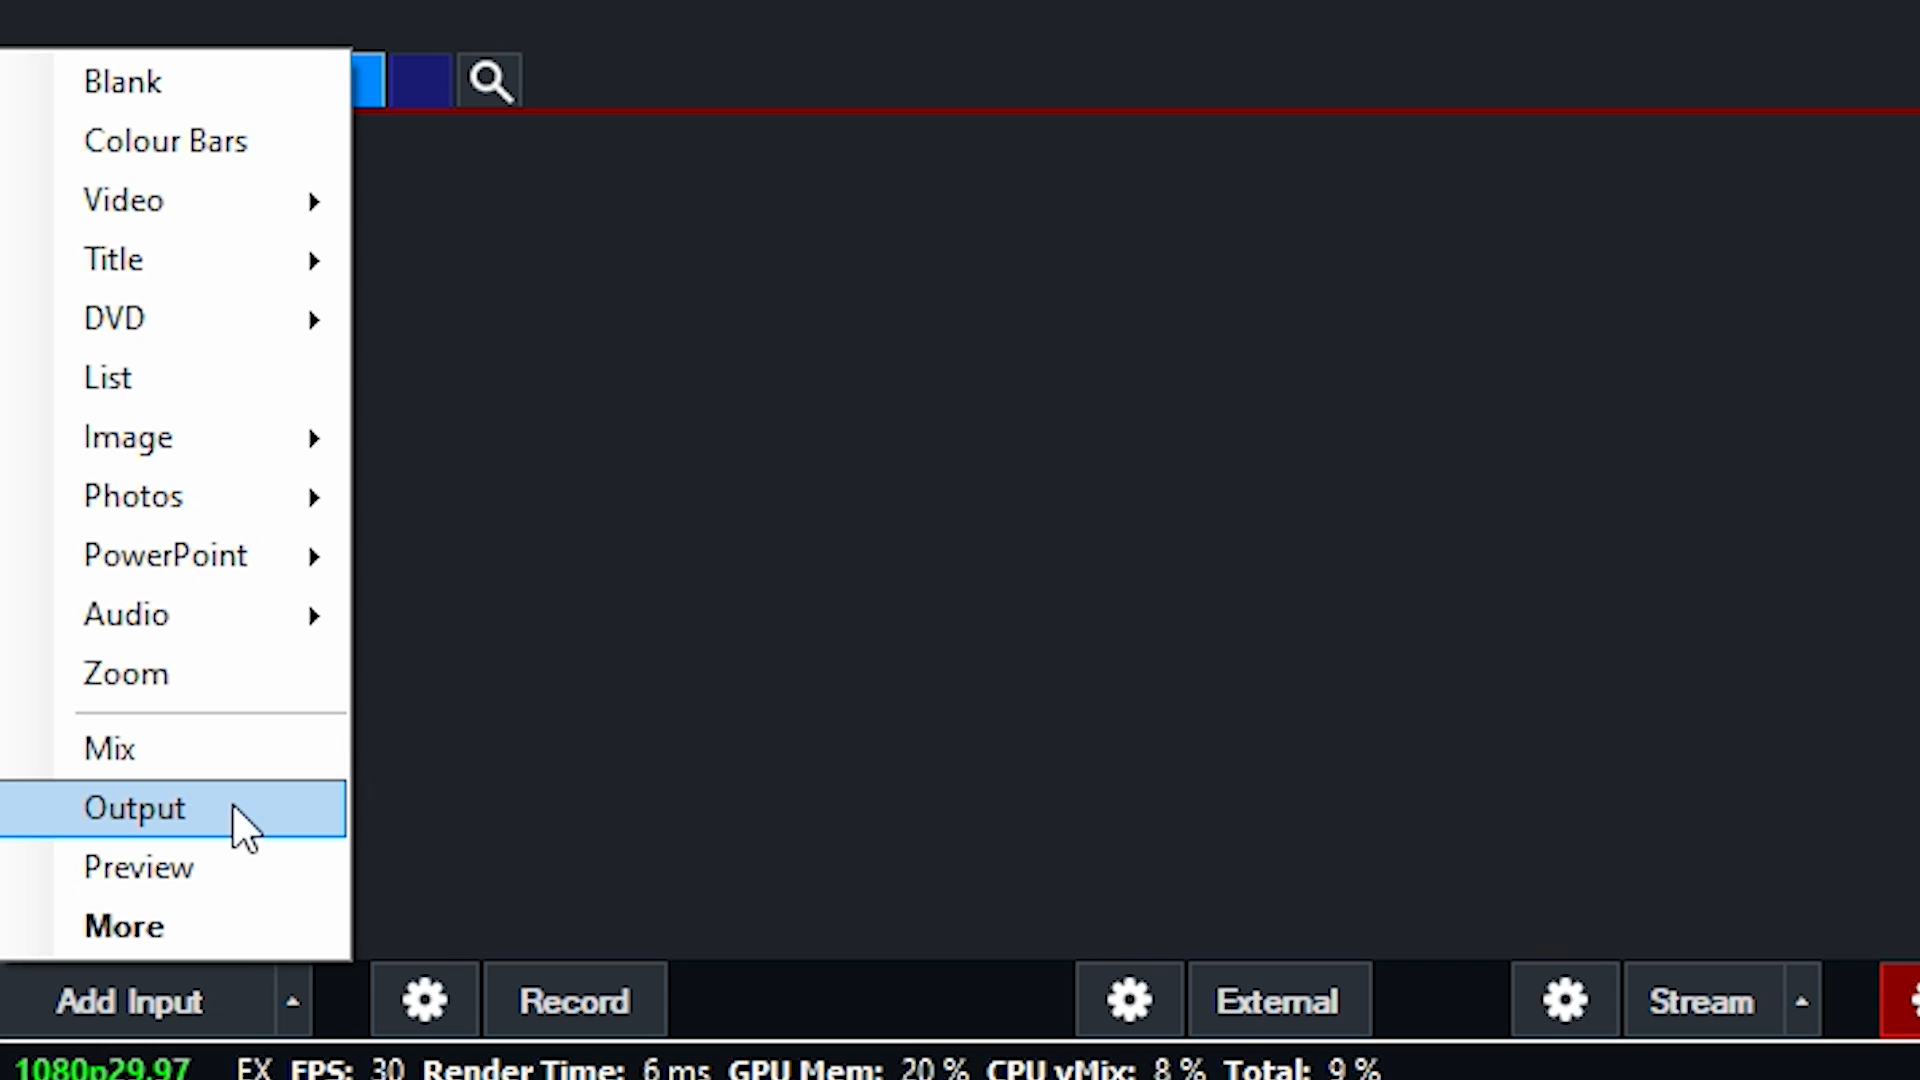 Blank
Colour Bars
Video
Title
DVD
List
Image
Photos
PowerPoint
Audio
Zoom
Mix
Output
Preview
More
Add Input Record External Stream
1080p29.97 EX FPS: 30 Render Time: 6 ms GPU Mem: 20 % CPU vMix: 8 % Total: 9 %